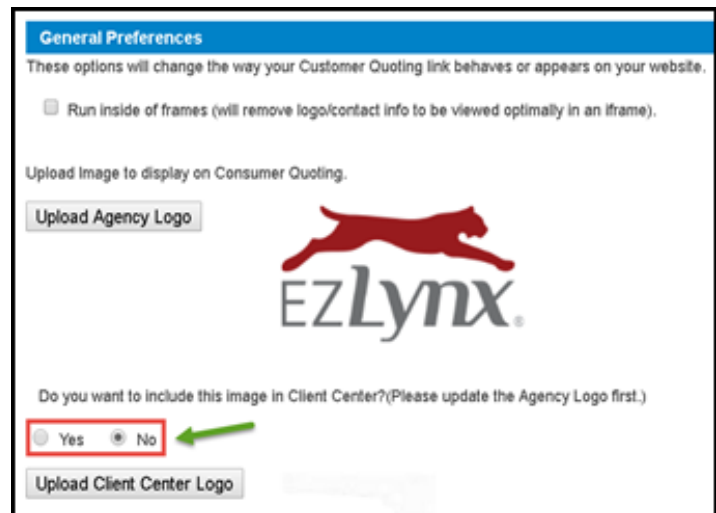 General Preferences
These options will change the way your Customer Quoting link behaves or appears on your website.
Run inside of frames (will remove logo/contact info to be viewed optimally in an iframe).
Upload Image to display on Consumer Quoting.
Upload Agency Logo
EZLynx®
Do you want to include this image in Client Center?(Please update the Agency Logo first.)
Yes No
Upload Client Center Logo